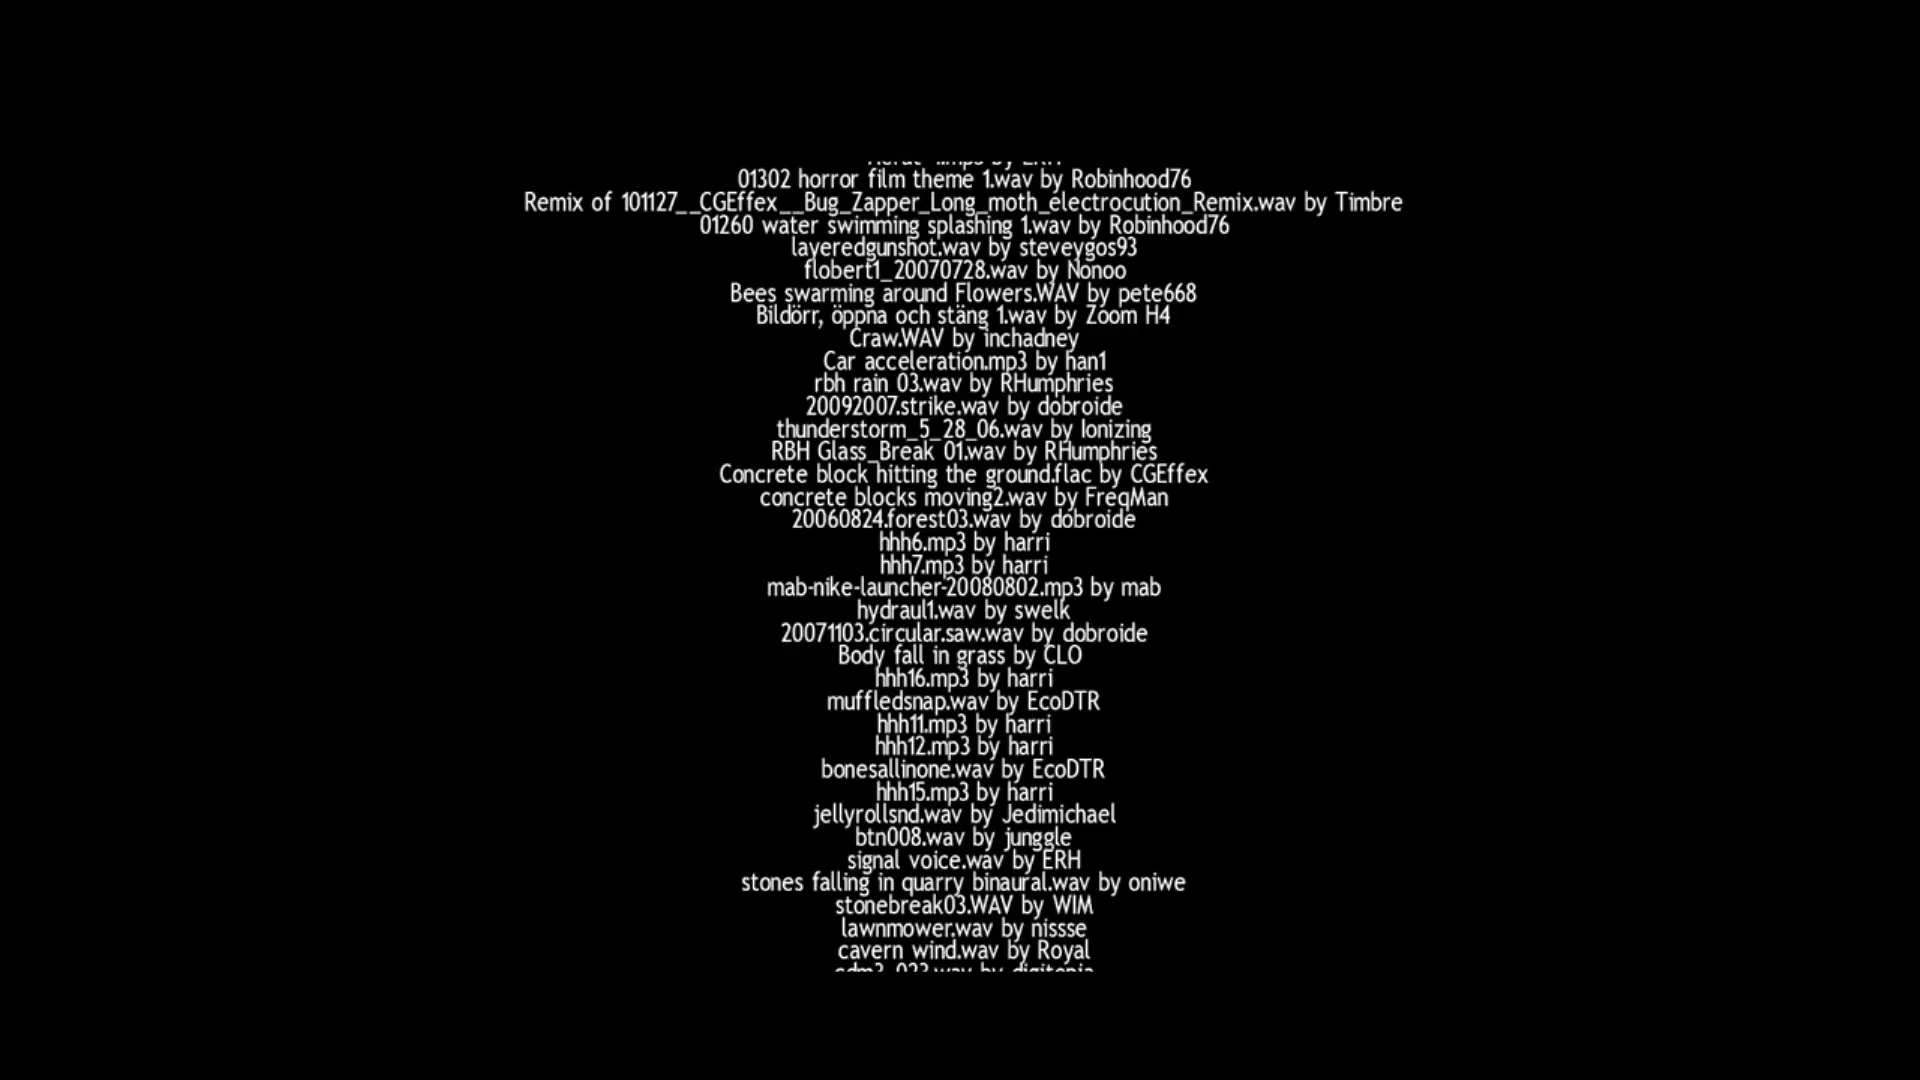 01302 horror film theme 1.wav by Robinhood76
Remix of 101127__CGEffex__Bug_Zapper_Long_moth_electrocution_Remix.wav by Timbre
01260 water swimming splashing 1.wav by Robinhood76
layeredgunshot.wav by steveygos93
flobert1_20070728.wav by Nonoo
Bees swarming around Flowers.WAV by pete668
Bildörr, öppna och stäng 1.wav by Zoom H4
Craw.WAV by inchadney
Car acceleration.mp3 by han1
rbh rain 03.wav by RHumphries
20092007.strike.wav by dobroide
thunderstorm_5_28_06.wav by Ionizing
RBH Glass_Break 01.wav by RHumphries
Concrete block hitting the ground.flac by CGEffex
concrete blocks moving2.wav by FreqMan
20060824.forest03.wav by dobroide
hhh6.mp3 by harri
hhh7.mp3 by harri
mab-nike-launcher-20080802.mp3 by mab
hydraul1.wav by swelk
20071103.circular.saw.wav by dobroide
Body fall in grass by CLO
hhh16.mp3 by harri
muffledsnap.wav by EcoDTR
hhh11.mp3 by harri
hhh12.mp3 by harri
bonesallinone.wav by EcoDTR
hhh15.mp3 by harri
jellyrollsnd.wav by Jedimichael
btn008.wav by junggle
signal voice.wav by ERH
stones falling in quarry binaural.wav by oniwe
stonebreak03.WAV by WIM
lawnmower.wav by nissse
cavern wind.wav by Royal